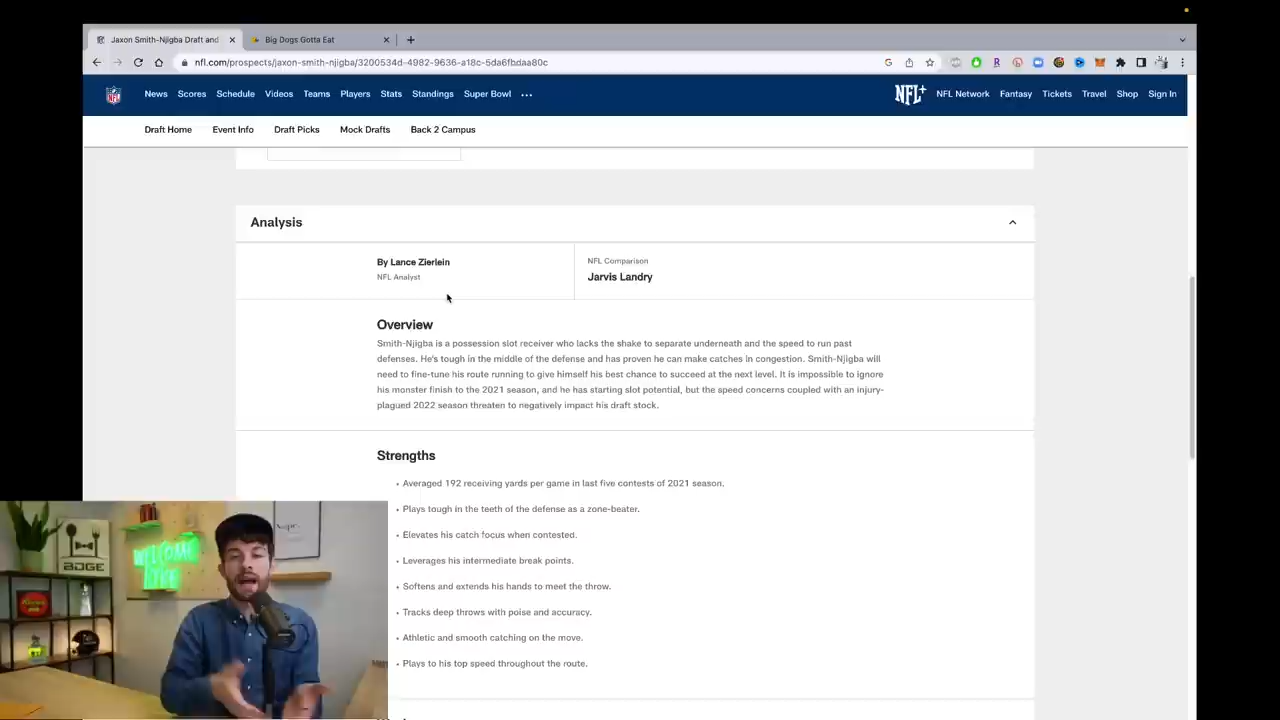 Jaxon Smith-Njigba Draft and
Big Dogs Gotta Eat
nfl.com/prospects/jaxon-smith-njigba/3200534d-4982-9636-a18c-5da6fbdaa80c
News Scores Schedule Videos Teams Players Stats Standings Super Bowl
NFL+ NFL Network Fantasy Tickets Travel Shop Sign In
Draft Home Event Info Draft Picks Mock Drafts Back 2 Campus
Analysis
By Lance Zierlein
NFL Analyst
NFL Comparison
Jarvis Landry
Overview
Smith-Njigba is a possession slot receiver who lacks the shake to separate underneath and the speed to run past
defenses. He's tough in the middle of the defense and has proven he can make catches in congestion. Smith-Njigba will
need to fine-tune his route running to give himself his best chance to succeed at the next level. It is impossible to ignore
his monster finish to the 2021 season, and he has starting slot potential, but the speed concerns coupled with an injury-
plagued 2022 season threaten to negatively impact his draft stock.
Strengths
• Averaged 192 receiving yards per game in last five contests of 2021 season.
• Plays tough in the teeth of the defense as a zone-beater.
• Elevates his catch focus when contested.
• Leverages his intermediate break points.
• Softens and extends his hands to meet the throw.
• Tracks deep throws with poise and accuracy.
• Athletic and smooth catching on the move.
• Plays to his top speed throughout the route.
WELCOME
BDGE